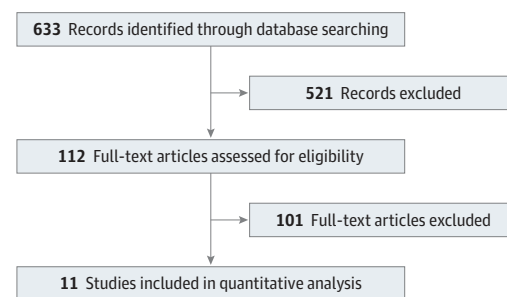 633 Records identified through database searching
521 Records excluded
112 Full-text articles assessed for eligibility
101 Full-text articles excluded
11 Studies included in quantitative analysis